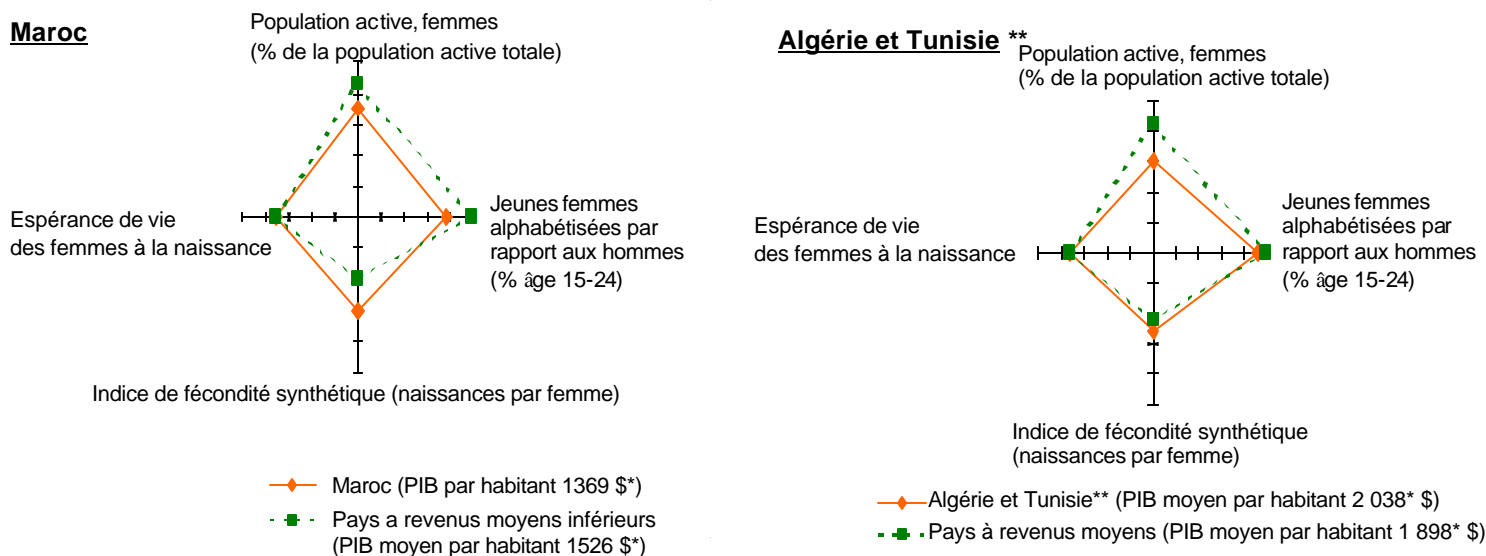 Maroc
Population active, femmes
(% de la population active totale)
Espérance de vie
des femmes à la naissance
Jeunes femmes
alphabétisées par
rapport aux hommes
(% âge 15-24)
Indice de fécondité synthétique (naissances par femme)
Maroc (PIB par habitant 1369 $*)
Pays a revenus moyens inférieurs
(PIB moyen par habitant 1526 $*)
Algérie et Tunisie **
Population active, femmes
(% de la population active totale)
Espérance de vie
des femmes à la naissance
Jeunes femmes
alphabétisées par
rapport aux hommes
(% âge 15-24)
Indice de fécondité synthétique
(naissances par femme)
Algérie et Tunisie** (PIB moyen par habitant 2 038* $)
Pays à revenus moyens (PIB moyen par habitant 1 898* $)